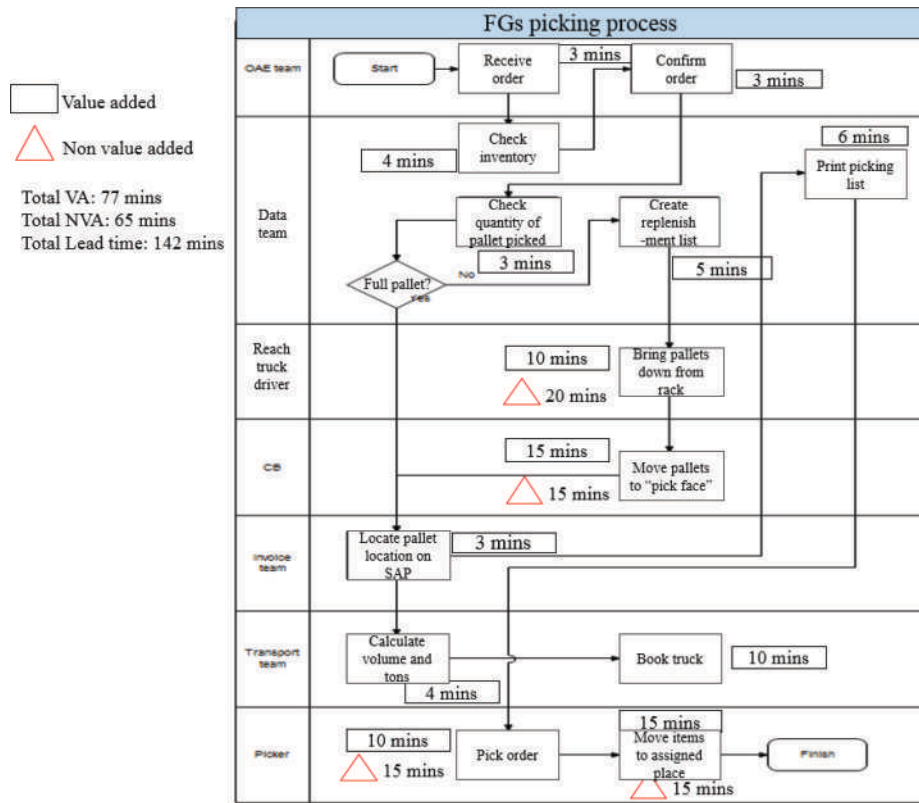 FGs picking process
Value added
Non value added
Total VA: 77 mins
Total NVA: 65 mins
Total Lead time: 142 mins
OAE team
Start
Receive
order
3 mins
Confirm
order
3 mins
Data
team
4 mins
Check
inventory
6 mins
Print picking
list
Check
quantity of
pallet picked
3 mins
Create
replenish
-ment list
5 mins
Full pallet?
No
Yes
Reach
truck
driver
10 mins
20 mins
Bring pallets
down from
rack
CB
15 mins
15 mins
Move pallets
to “pick face”
Invoice
team
Locate pallet
location on
SAP
3 mins
Transport
team
Calculate
volume and
tons
4 mins
Book truck
10 mins
Picker
10 mins
15 mins
Pick order
15 mins
Move items
to assigned
place
15 mins
Finish